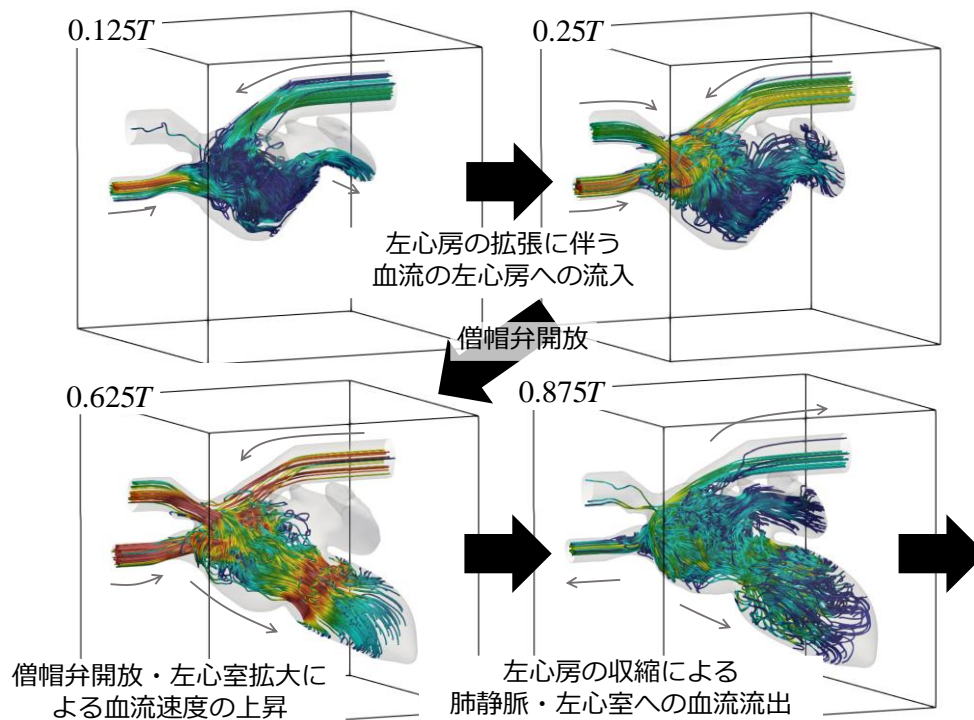 0.125T
0.25T
左心房の拡張に伴う
血流の左心房への流入
僧帽弁開放
0.625T
0.875T
僧帽弁開放・左心室拡大に
よる血流速度の上昇
左心房の収縮による
肺静脈・左心室への血流流出